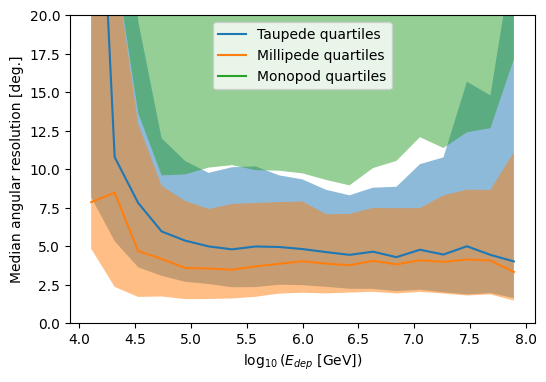 20.0
17.5
15.0
12.5
10.0
7.5
5.0
2.5
0.0
Median angular resolution [deg.]
Taupede quartiles
Millipede quartiles
Monopod quartiles
4.0 4.5 5.0 5.5 6.0 6.5 7.0 7.5 8.0
log₁₀ (E_dep [GeV])